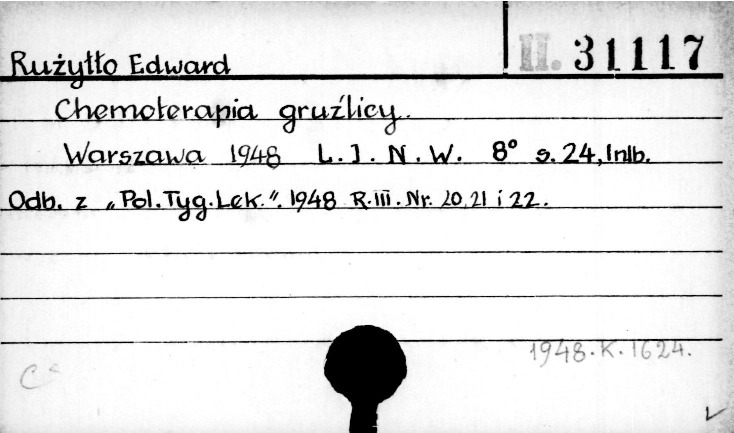 II. 31117
Rużyłło Edward
Chemoterapia gruźlicy.
Warszawa 1948 L.I.N.W. 8° s. 24, 1nlb.
Odb. z „Pol. Tyg. Lek.". 1948 R.III. Nr. 20, 21 i 22.
1948.K.1624.